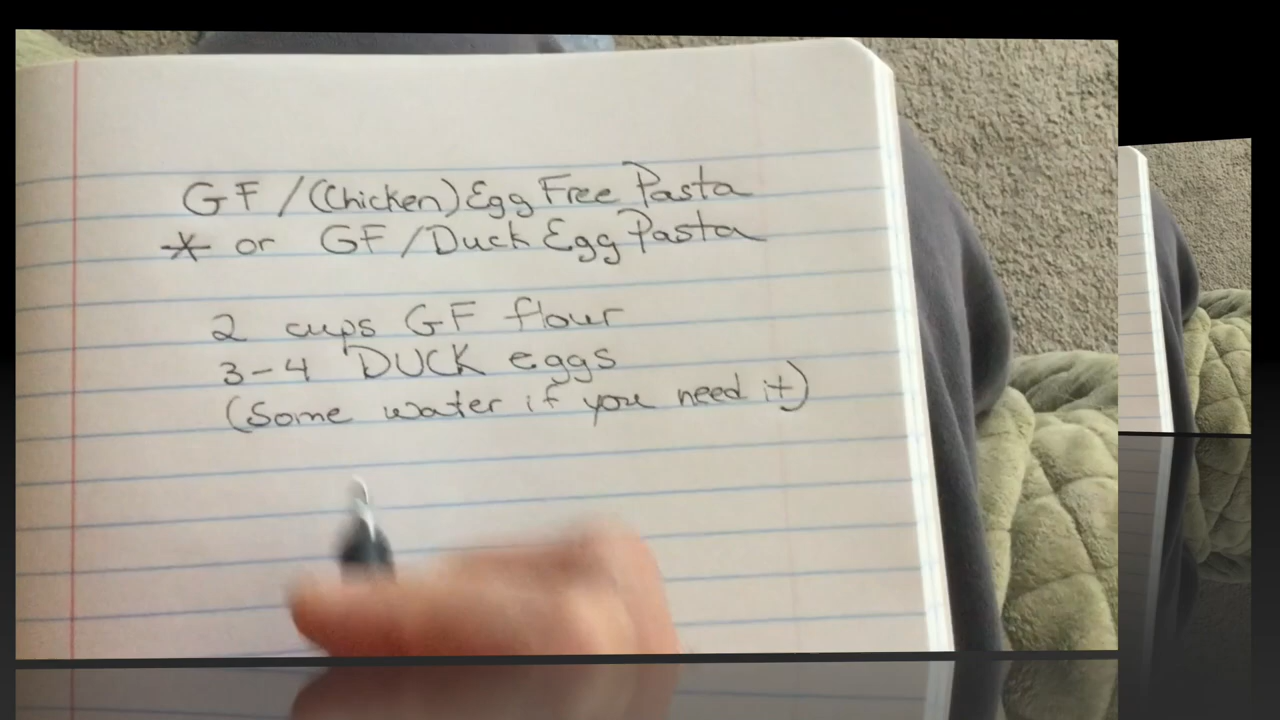 GF / (Chicken) Egg Free Pasta
* or GF / Duck Egg Pasta
2 cups GF flour
3-4 DUCK eggs
(Some water if you need it)